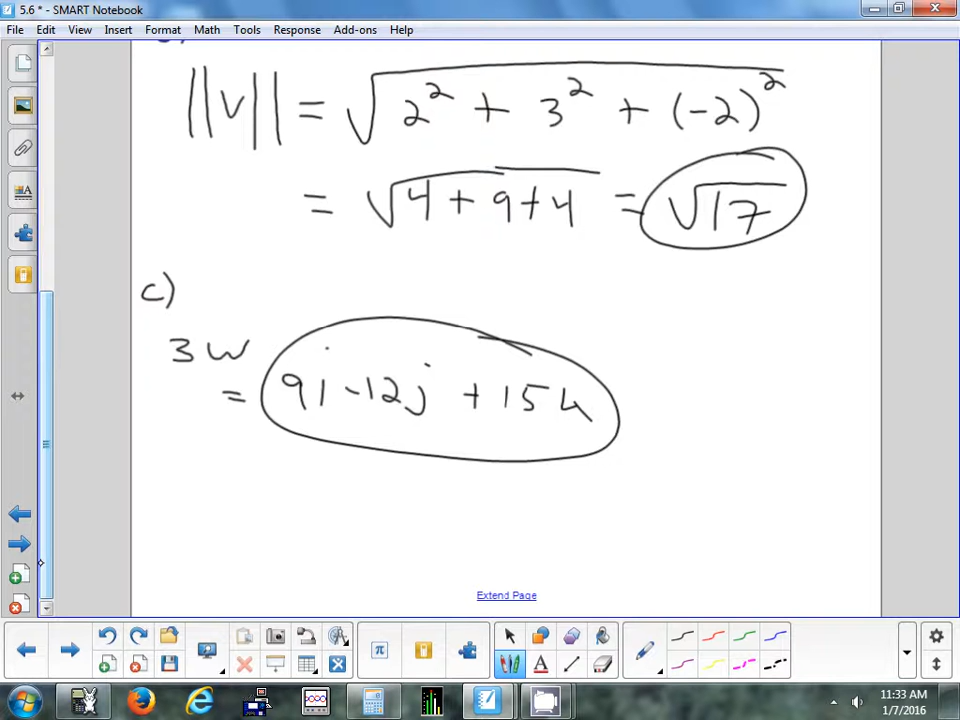 5.6 * - SMART Notebook
File Edit View Insert Format Math Tools Response Add-ons Help
||v|| = √2² + 3² + (-2)²
= √4 + 9 + 4 = √17
c)
3w
= 9i - 12j + 15k
Extend Page
11:33 AM
1/7/2016